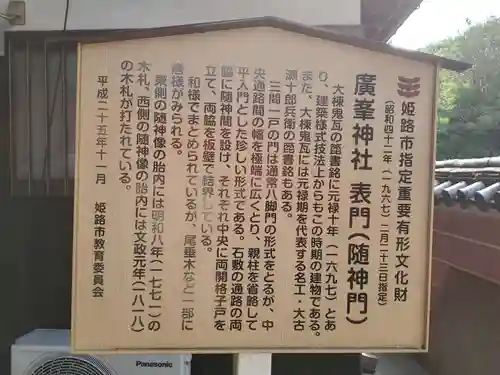 姫路市指定重要有形文化財
(昭和四十二年(一九六七)二月二十三日指定)
廣峯神社 表門(随神門)
大棟鬼瓦の箆書銘に元禄十年(一六九七)とあ
り、建築様式技法上からもこの時期の建物である。
また、大棟鬼瓦には元禄期を代表する名工・大古
瀬十郎兵衛の箆書銘もある。
三間一戸の門は通常八脚門の形式をとるが、中
央通路間の幅を極端に広くとり、親柱を省略して
平入門とした珍しい形式である。石敷の通路の両
脇に随神間を設け、それぞれ中央に両開格子戸を
立て、両脇を板壁で結界している。
和様でまとめられているが、尾垂木など一部に
唐様がみられる。
東側の随神像の胎内には明和八年(一七七一)の
木札、西側の随神像の胎内には文政元年(一八一八)
の木札が打たれている。
平成二十五年十一月 姫路市教育委員会
Panasonic